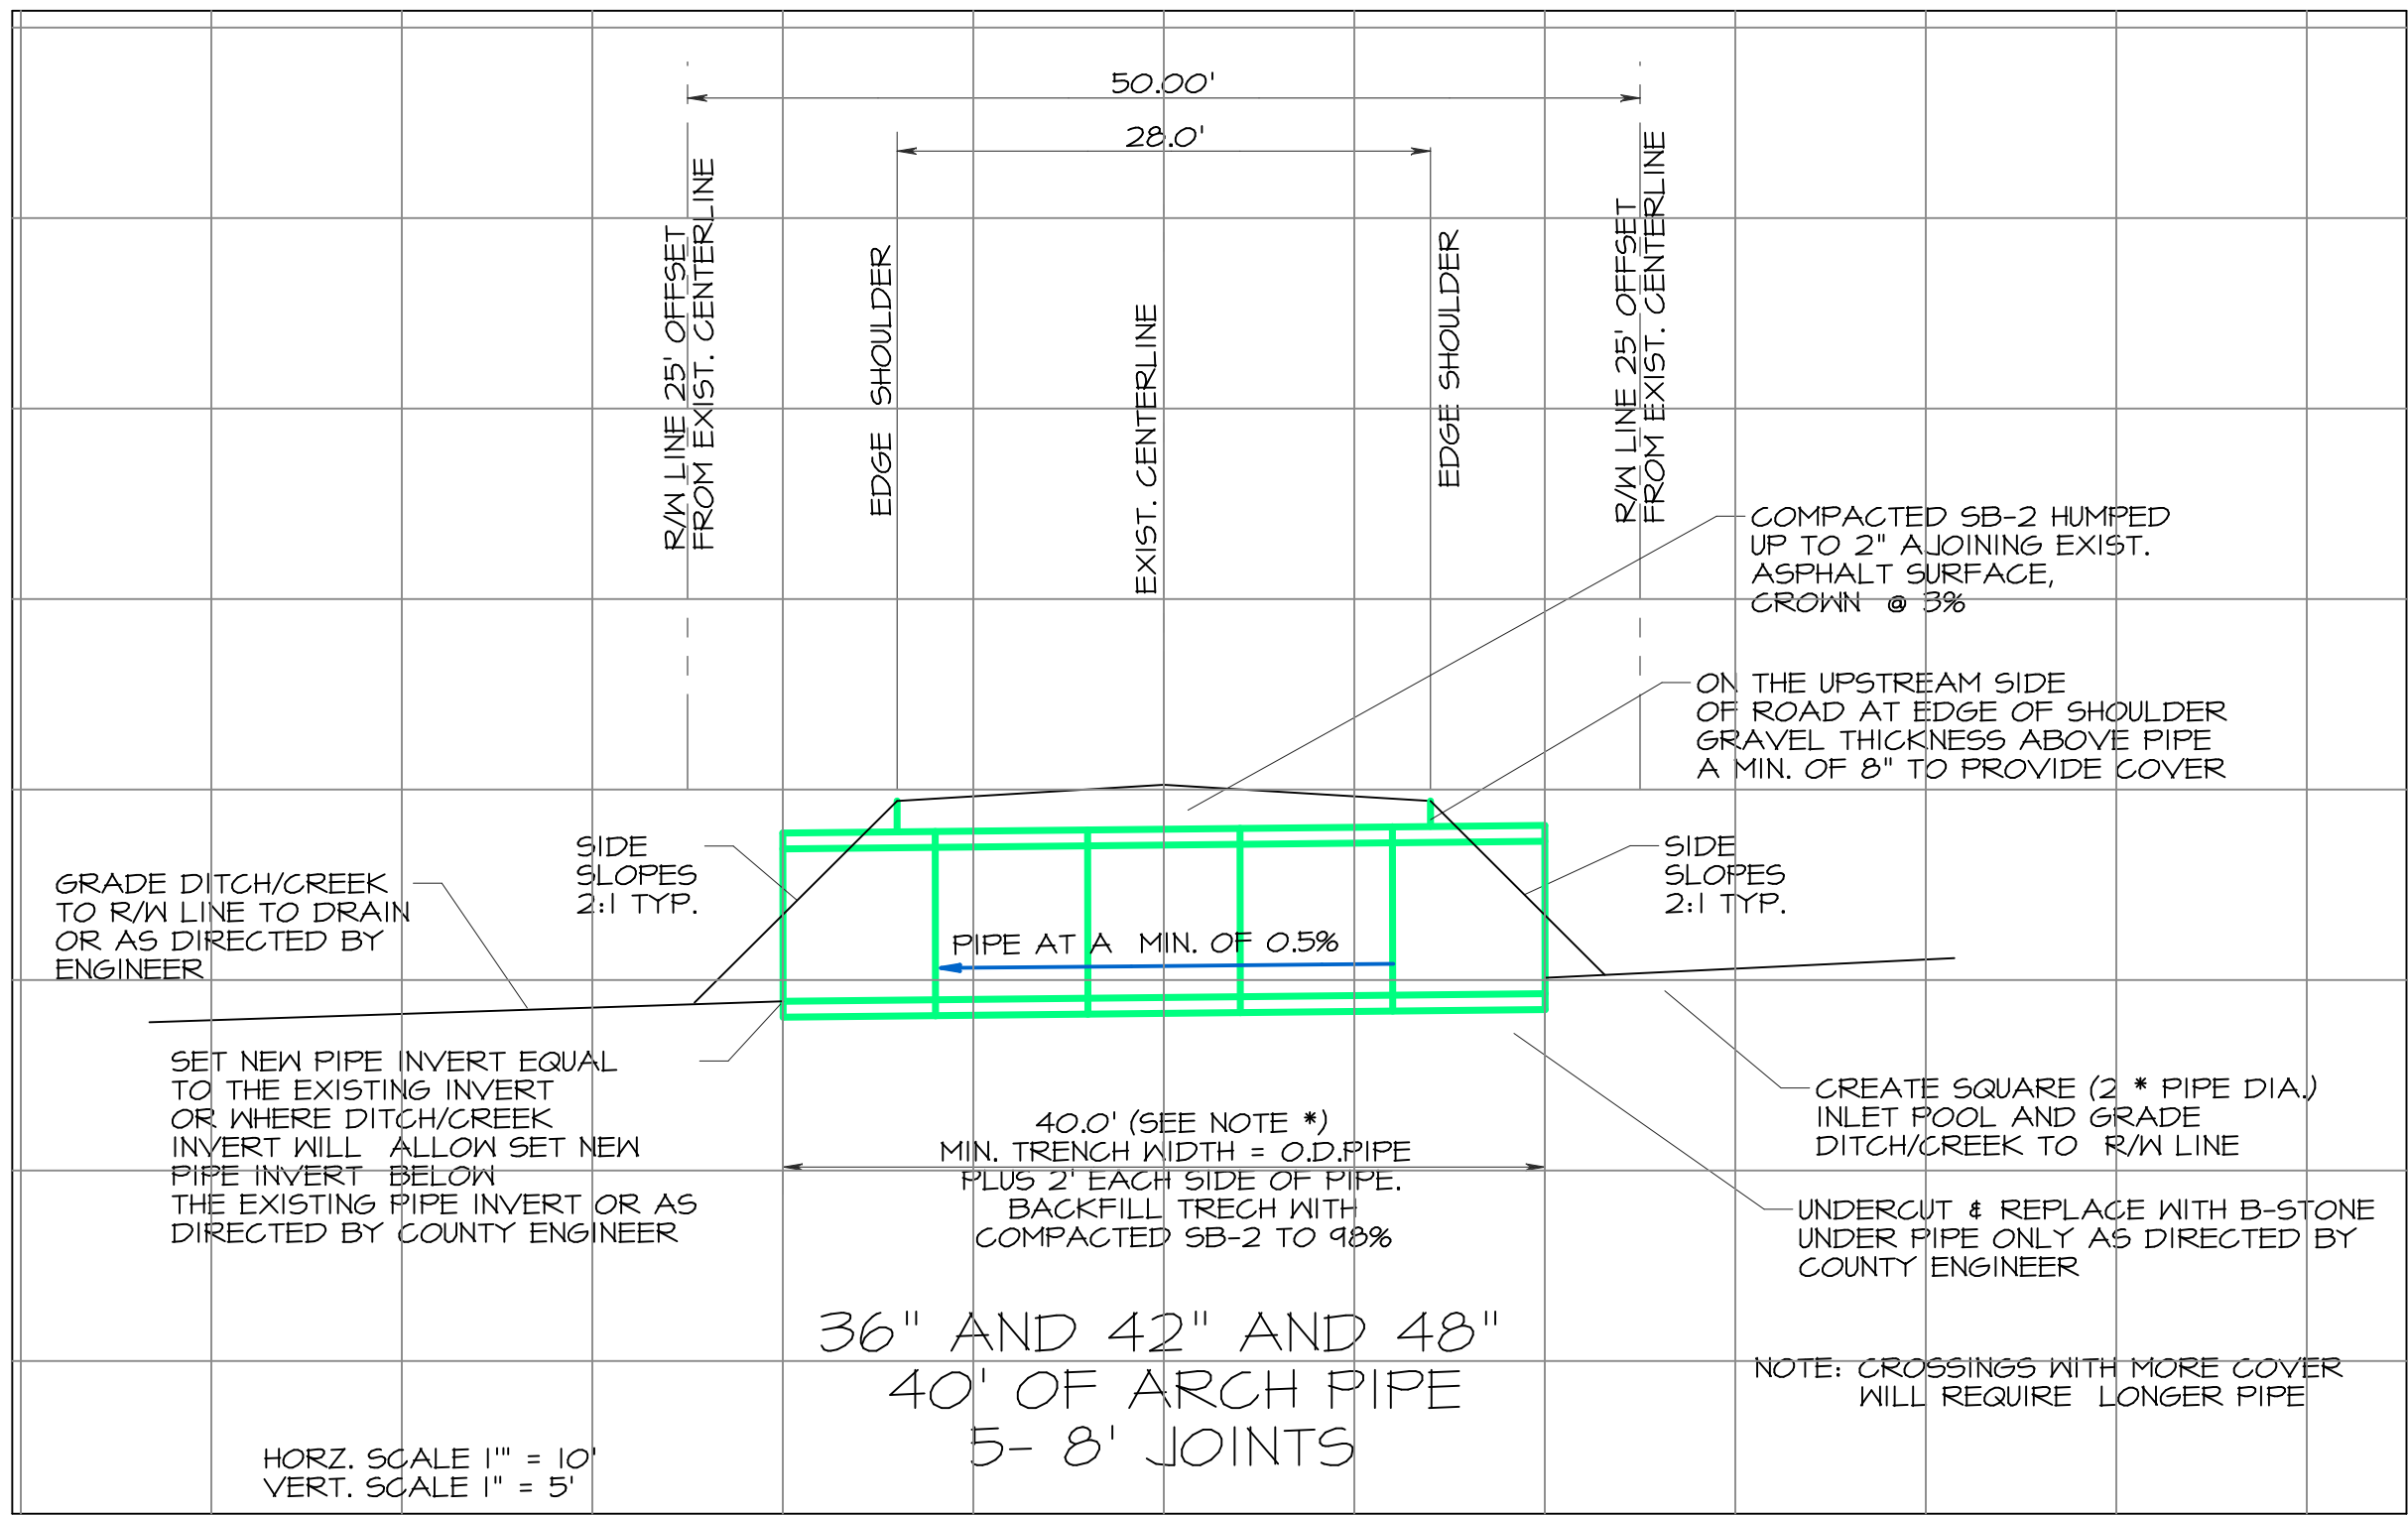 50.00'
28.0'
R/W LINE 25' OFFSET
FROM EXIST. CENTERLINE
EDGE SHOULDER
EXIST. CENTERLINE
EDGE SHOULDER
R/W LINE 25' OFFSET
FROM EXIST. CENTERLINE
COMPACTED SB-2 HUMPED
UP TO 2" AJOINING EXIST.
ASPHALT SURFACE,
CROWN @ 3%
ON THE UPSTREAM SIDE
OF ROAD AT EDGE OF SHOULDER
GRAVEL THICKNESS ABOVE PIPE
A MIN. OF 8" TO PROVIDE COVER
SIDE
SLOPES
2:1 TYP.
SIDE
SLOPES
2:1 TYP.
GRADE DITCH/CREEK
TO R/W LINE TO DRAIN
OR AS DIRECTED BY
ENGINEER
PIPE AT A MIN. OF 0.5%
SET NEW PIPE INVERT EQUAL
TO THE EXISTING INVERT
OR WHERE DITCH/CREEK
INVERT WILL ALLOW SET NEW
PIPE INVERT BELOW
THE EXISTING PIPE INVERT OR AS
DIRECTED BY COUNTY ENGINEER
40.0' (SEE NOTE *)
MIN. TRENCH WIDTH = O.D.PIPE
PLUS 2' EACH SIDE OF PIPE.
BACKFILL TRECH WITH
COMPACTED SB-2 TO 98%
CREATE SQUARE (2 * PIPE DIA.)
INLET POOL AND GRADE
DITCH/CREEK TO R/W LINE
UNDERCUT & REPLACE WITH B-STONE
UNDER PIPE ONLY AS DIRECTED BY
COUNTY ENGINEER
36" AND 42" AND 48"
40' OF ARCH PIPE
5- 8' JOINTS
NOTE: CROSSINGS WITH MORE COVER
WILL REQUIRE LONGER PIPE
HORZ. SCALE 1'" = 10'
VERT. SCALE 1" = 5'